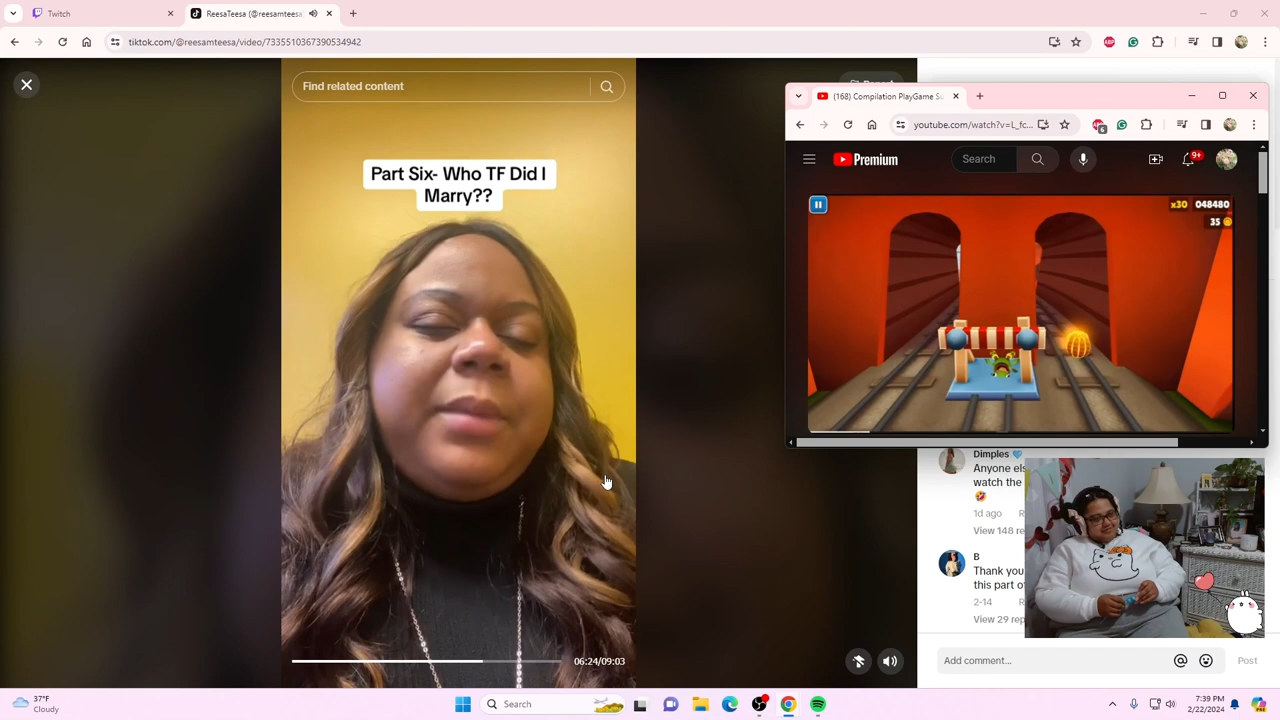 Twitch
ReesaTeesa (@reesamteesa
tiktok.com/@reesamteesa/video/7335510367390534942
Find related content
Part Six- Who TF Did I
Marry??
06:24/09:03
(168) Compilation PlayGame Su
youtube.com/watch?v=L_fc...
6
Premium
Search
9+
x30 048480
35
Dimples
Anyone els
watch the
1d ago
View 148 re
B
Thank you
this part of
2-14
View 29 rep
Add comment...
Post
37°F
Cloudy
Search
7:39 PM
2/22/2024